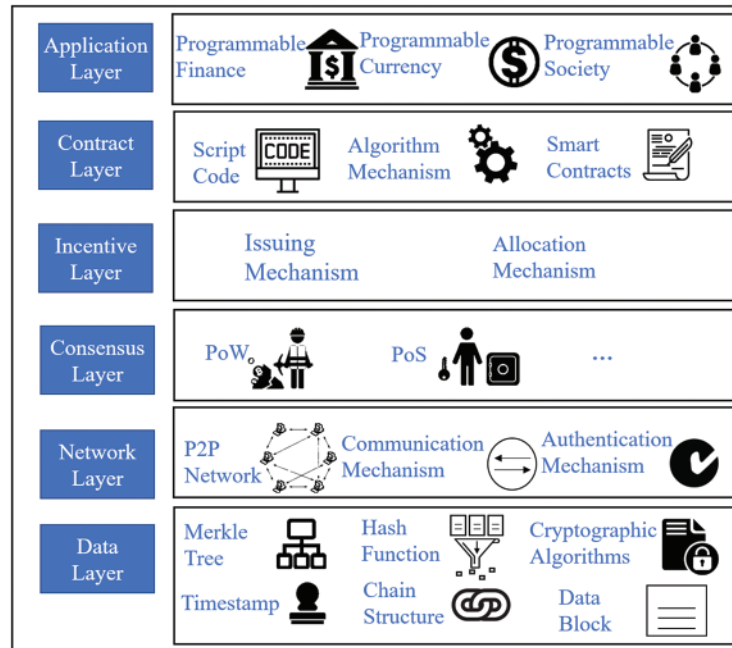 Application
Layer
Programmable
Finance
$
Programmable
Currency
$
Programmable
Society
Contract
Layer
Script
Code
CODE
Algorithm
Mechanism
Smart
Contracts
Incentive
Layer
Issuing
Mechanism
Allocation
Mechanism
Consensus
Layer
PoW
PoS
...
Network
Layer
P2P
Network
Communication
Mechanism
Authentication
Mechanism
Data
Layer
Merkle
Tree
Hash
Function
Cryptographic
Algorithms
Timestamp
Chain
Structure
Data
Block